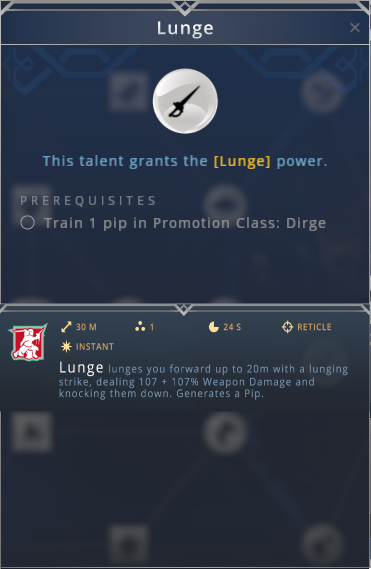 Lunge
This talent grants the [Lunge] power.
PREREQUISITES
Train 1 pip in Promotion Class: Dirge
30 M 1 24 S RETICLE
INSTANT
Lunge lunges you forward up to 20m with a lunging
strike, dealing 107 + 107% Weapon Damage and
knocking them down. Generates a Pip.